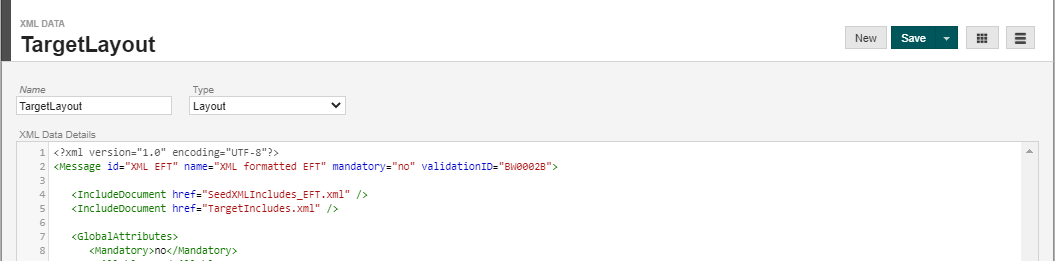 XML DATA
TargetLayout
New Save
Name Type
TargetLayout Layout
XML Data Details
1 <?xml version="1.0" encoding="UTF-8"?>
2 <Message id="XML EFT" name="XML formatted EFT" mandatory="no" validationID="BW0002B">
3
4 <IncludeDocument href="SeedXMLIncludes_EFT.xml" />
5 <IncludeDocument href="TargetIncludes.xml" />
6
7 <GlobalAttributes>
8 <Mandatory>no</Mandatory>